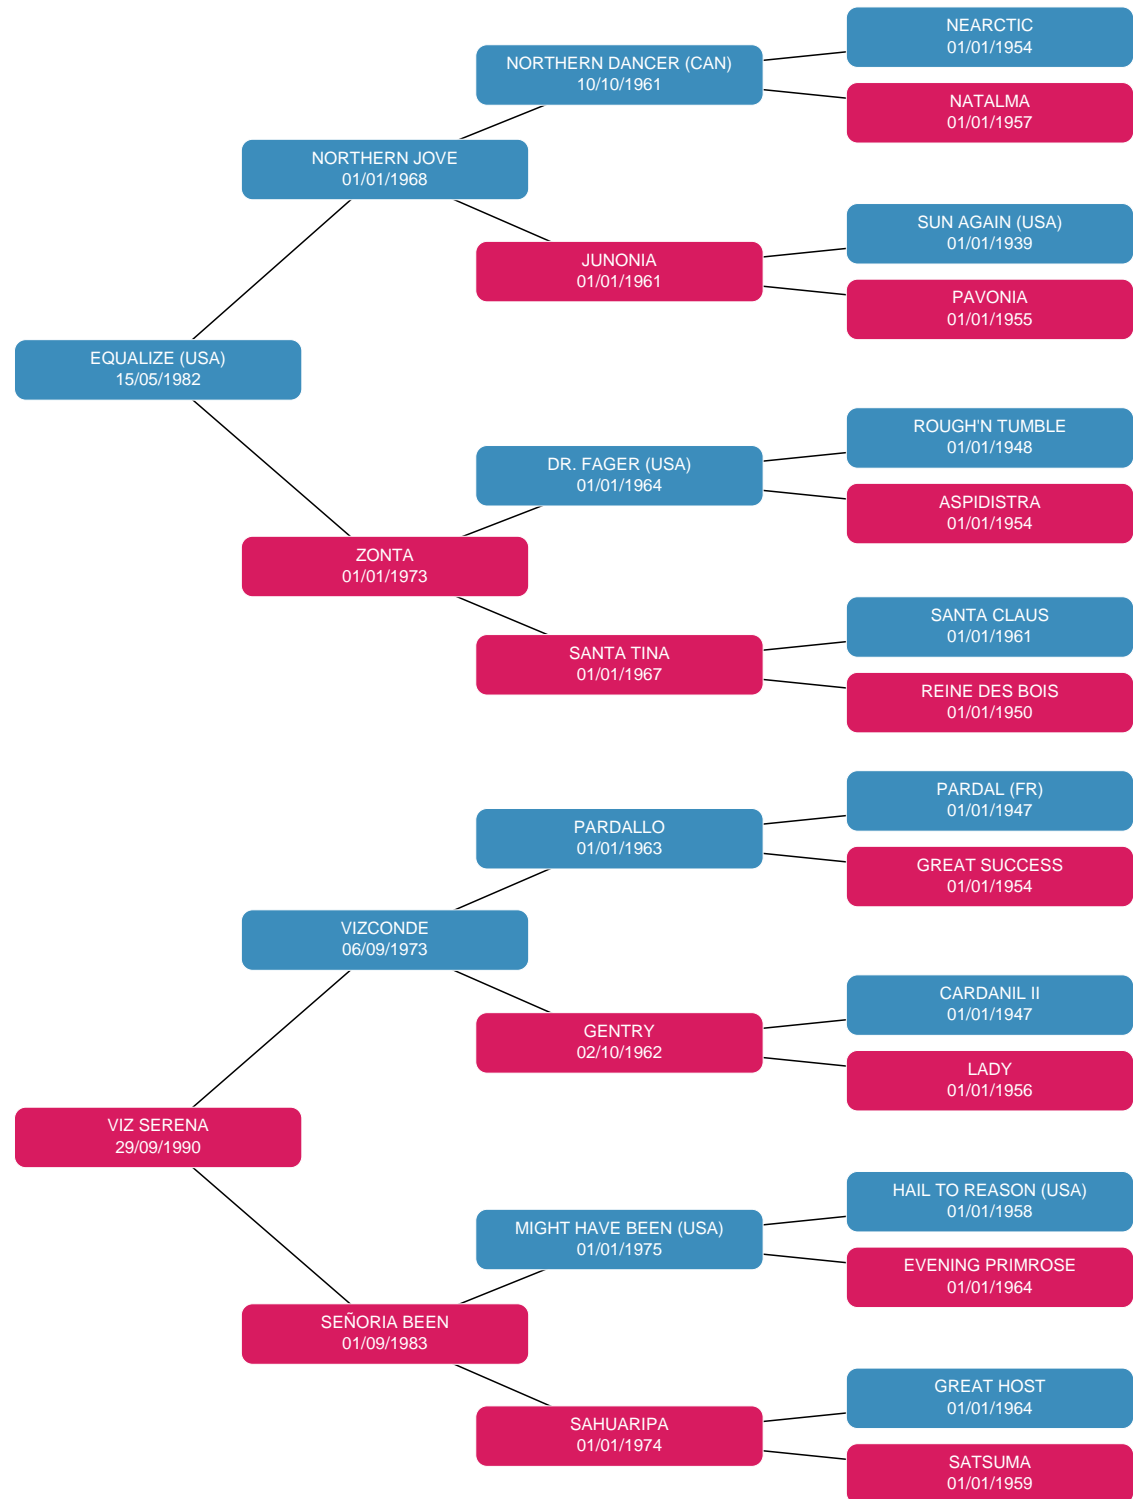 NEARCTIC
01/01/1954
NORTHERN DANCER (CAN)
10/10/1961
NATALMA
01/01/1957
NORTHERN JOVE
01/01/1968
SUN AGAIN (USA)
01/01/1939
JUNONIA
01/01/1961
PAVONIA
01/01/1955
EQUALIZE (USA)
15/05/1982
ROUGH'N TUMBLE
01/01/1948
DR. FAGER (USA)
01/01/1964
ASPIDISTRA
01/01/1954
ZONTA
01/01/1973
SANTA CLAUS
01/01/1961
SANTA TINA
01/01/1967
REINE DES BOIS
01/01/1950
PARDAL (FR)
01/01/1947
PARDALLO
01/01/1963
GREAT SUCCESS
01/01/1954
VIZCONDE
06/09/1973
CARDANIL II
01/01/1947
GENTRY
02/10/1962
LADY
01/01/1956
VIZ SERENA
29/09/1990
HAIL TO REASON (USA)
01/01/1958
MIGHT HAVE BEEN (USA)
01/01/1975
EVENING PRIMROSE
01/01/1964
SEÑORIA BEEN
01/09/1983
GREAT HOST
01/01/1964
SAHUARIPA
01/01/1974
SATSUMA
01/01/1959